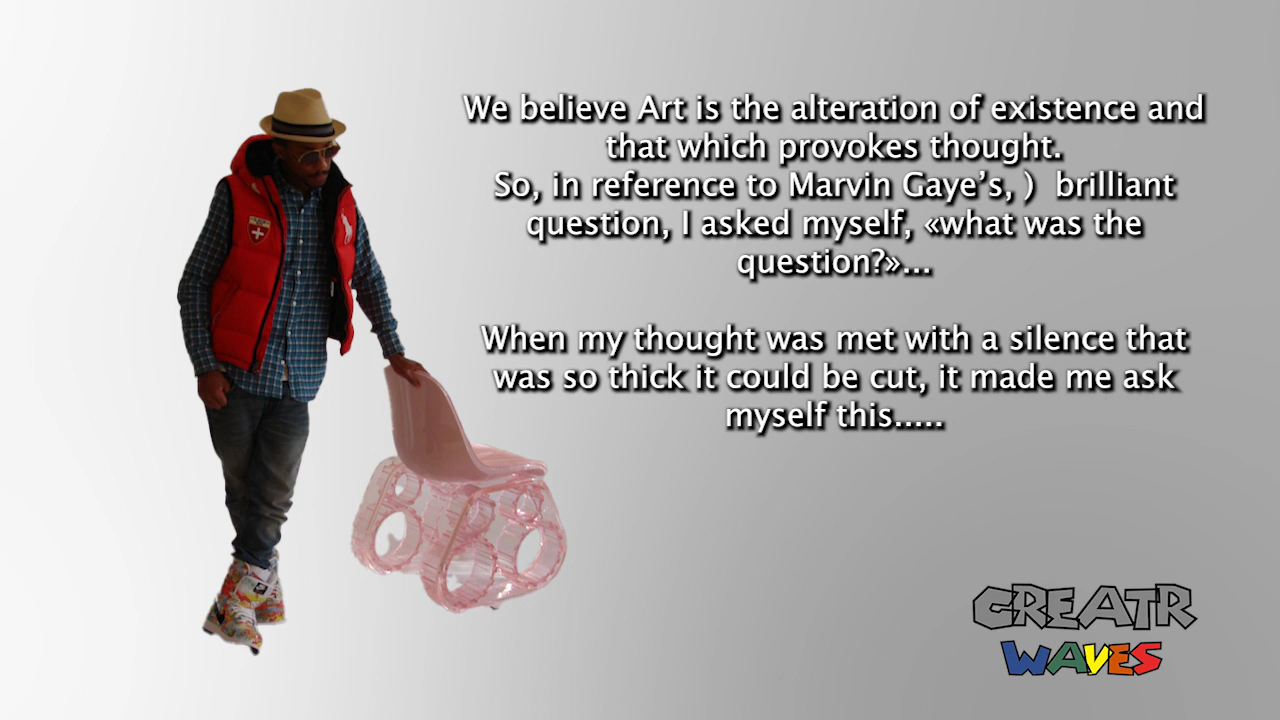 We believe Art is the alteration of existence and
that which provokes thought.
So, in reference to Marvin Gaye’s, )  brilliant
question, I asked myself, «what was the
question?»...
When my thought was met with a silence that
was so thick it could be cut, it made me ask
myself this.....
CREATR
WAVES